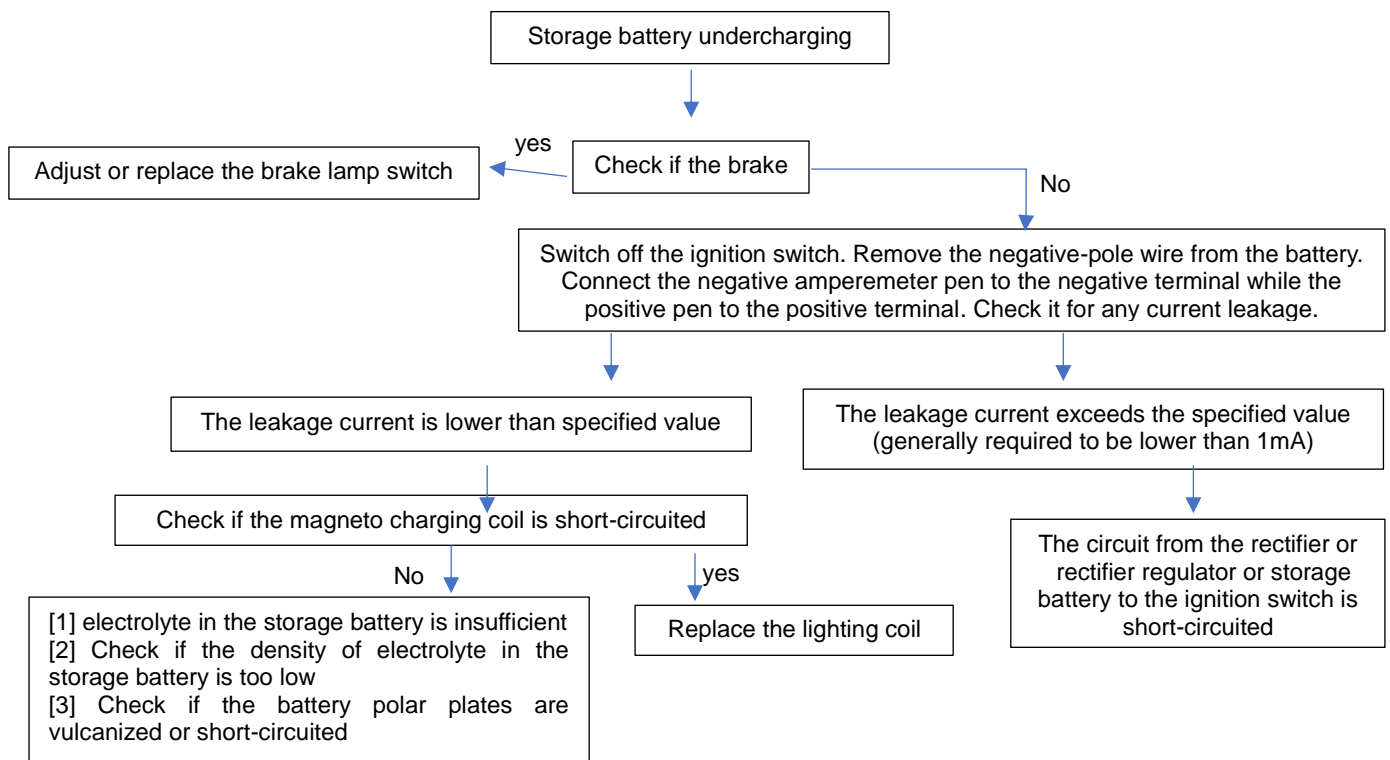 Storage battery undercharging
yes
Adjust or replace the brake lamp switch
Check if the brake
No
Switch off the ignition switch. Remove the negative-pole wire from the battery.
Connect the negative amperemeter pen to the negative terminal while the
positive pen to the positive terminal. Check it for any current leakage.
The leakage current is lower than specified value
The leakage current exceeds the specified value
(generally required to be lower than 1mA)
Check if the magneto charging coil is short-circuited
The circuit from the rectifier or
rectifier regulator or storage
battery to the ignition switch is
short-circuited
No
yes
[1] electrolyte in the storage battery is insufficient
[2] Check if the density of electrolyte in the
storage battery is too low
[3] Check if the battery polar plates are
vulcanized or short-circuited
Replace the lighting coil